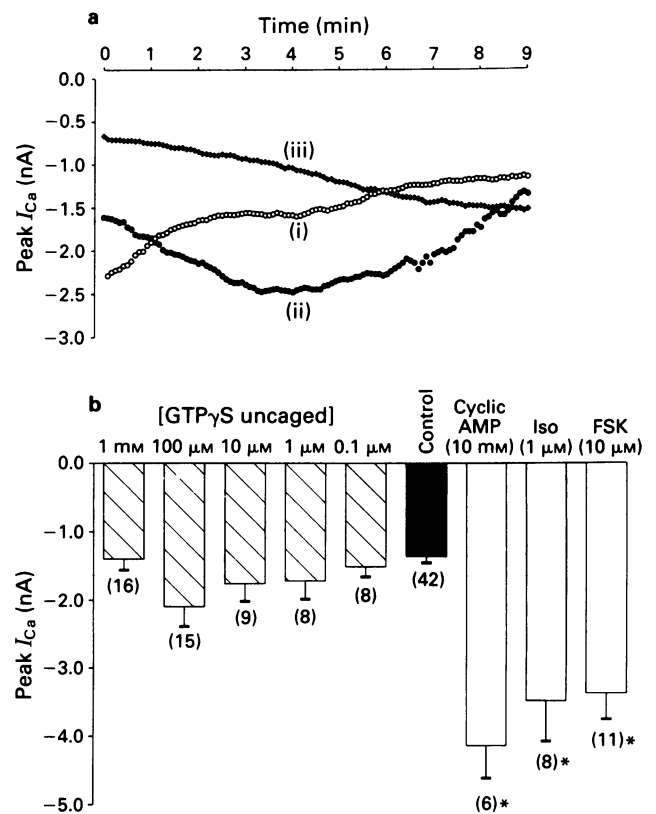 a
Time (min)
0 1 2 3 4 5 6 7 8 9
0.0
−0.5
−1.0
−1.5
−2.0
−2.5
−3.0
Peak I_Ca (nA)
(iii)
(i)
(ii)
b
[GTPγS uncaged]
1 mM 100 μM 10 μM 1 μM 0.1 μM
Control
Cyclic
AMP
(10 mM)
Iso
(1 μM)
FSK
(10 μM)
0.0
−1.0
−2.0
−3.0
−4.0
−5.0
Peak I_Ca (nA)
(16)
(15)
(9)
(8)
(8)
(42)
(6)*
(8)*
(11)*